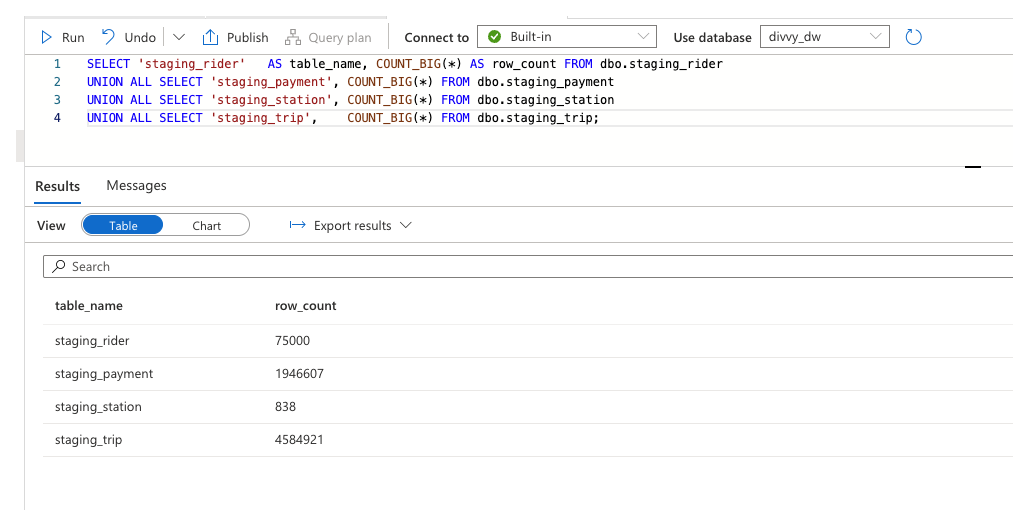 Run Undo Publish Query plan Connect to Built-in Use database divvy_dw
1 SELECT 'staging_rider'   AS table_name, COUNT_BIG(*) AS row_count FROM dbo.staging_rider
2 UNION ALL SELECT 'staging_payment', COUNT_BIG(*) FROM dbo.staging_payment
3 UNION ALL SELECT 'staging_station', COUNT_BIG(*) FROM dbo.staging_station
4 UNION ALL SELECT 'staging_trip',    COUNT_BIG(*) FROM dbo.staging_trip;
Results Messages
View Table Chart Export results
Search
table_name row_count
staging_rider 75000
staging_payment 1946607
staging_station 838
staging_trip 4584921